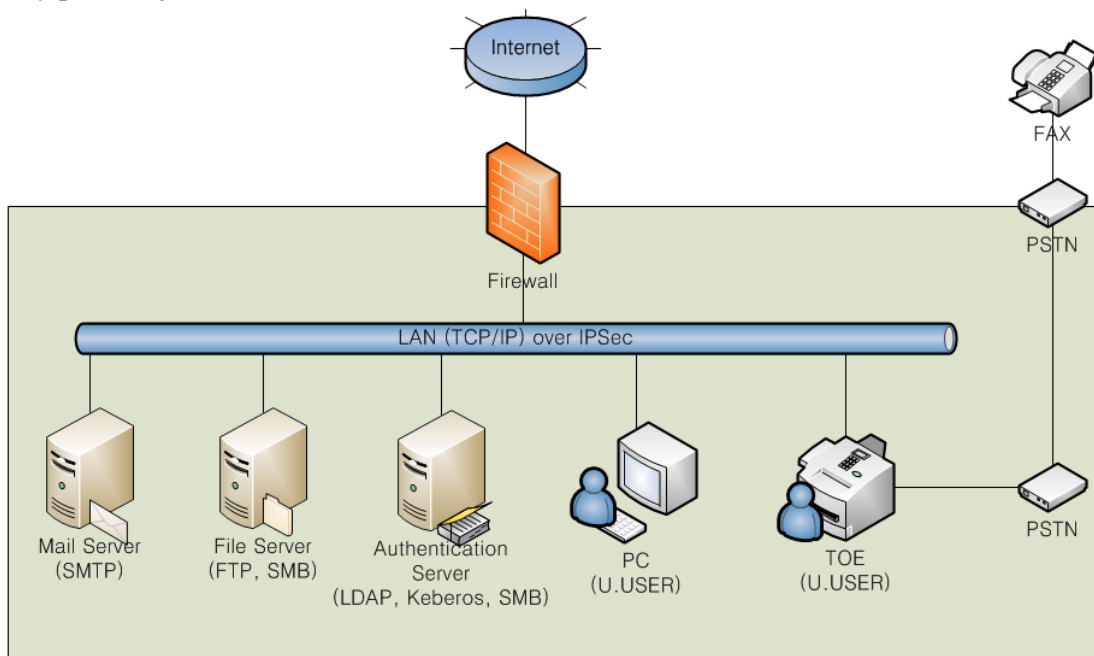 Internet
FAX
PSTN
Firewall
LAN (TCP/IP) over IPSec
Mail Server
(SMTP)
File Server
(FTP, SMB)
Authentication
Server
(LDAP, Keberos, SMB)
PC
(U.USER)
TOE
(U.USER)
PSTN